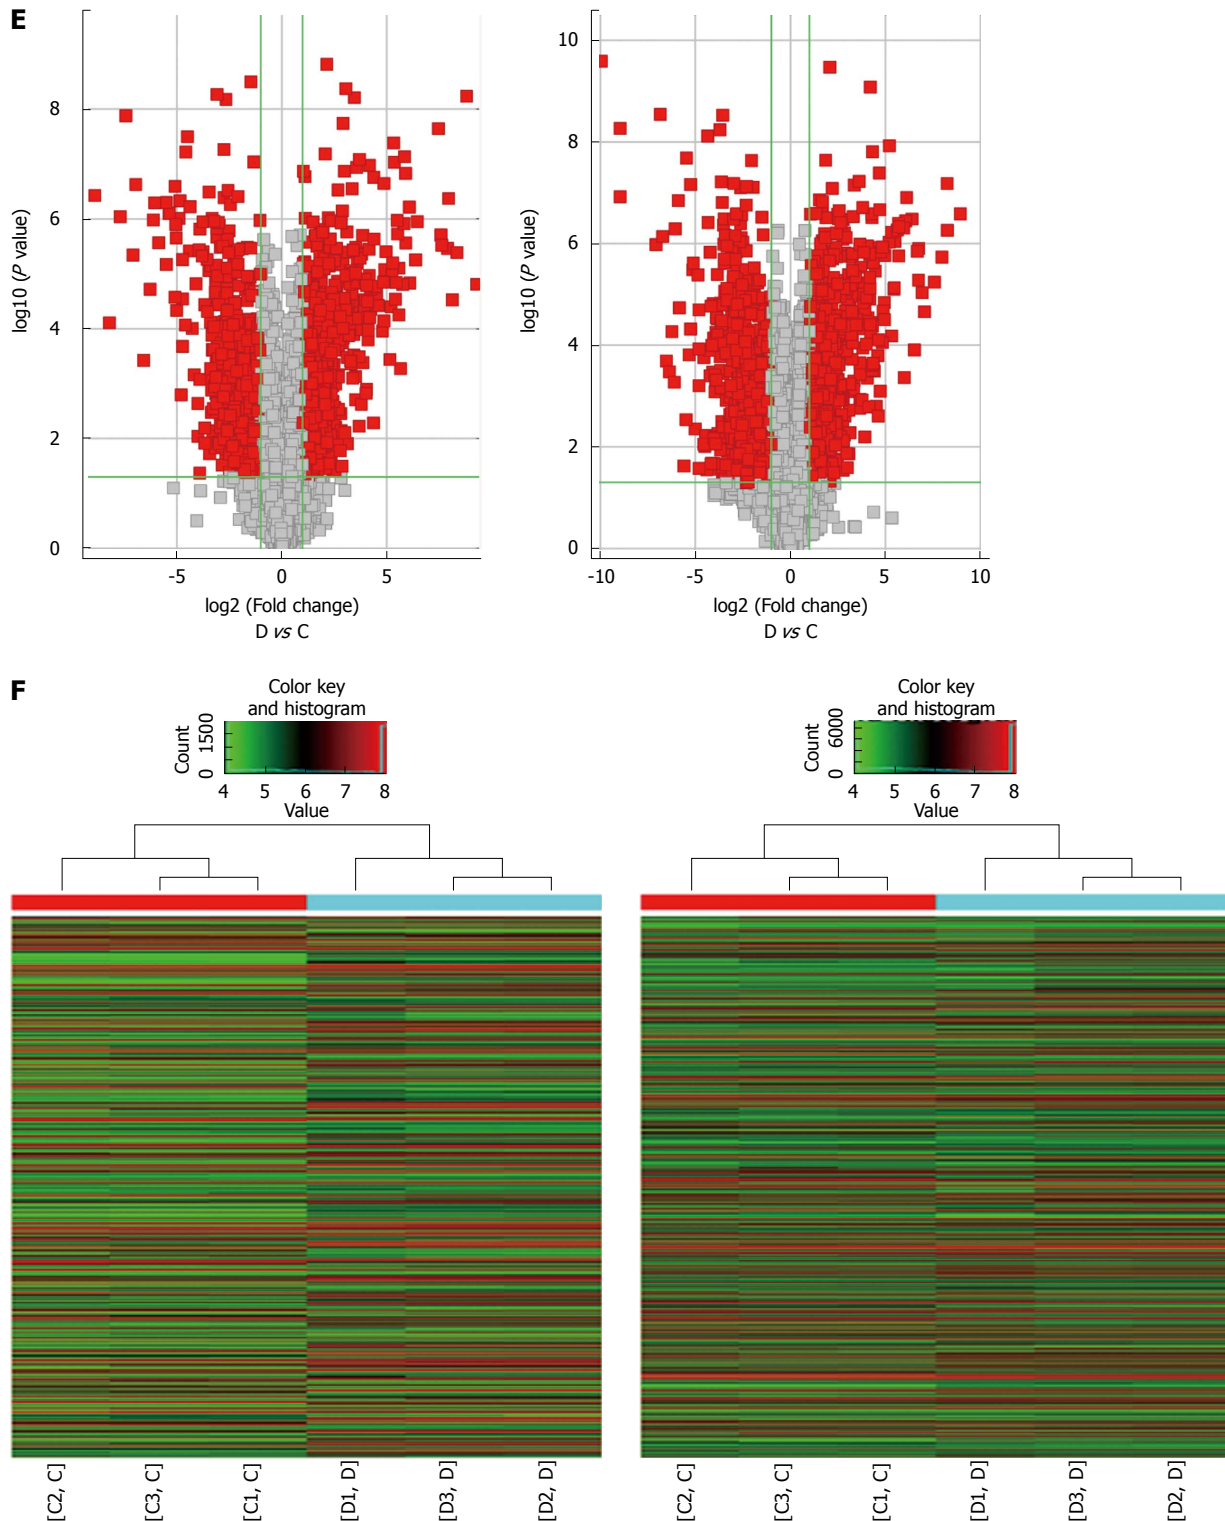 E
8
6
4
2
0
log10 (P value)
-5 0 5
log2 (Fold change)
D vs C
10
8
6
4
2
0
log10 (P value)
-10 -5 0 5 10
log2 (Fold change)
D vs C
F
Color key
and histogram
Count
0 1500
4 5 6 7 8
Value
[C2, C] [C3, C] [C1, C] [D1, D] [D3, D] [D2, D]
Color key
and histogram
Count
0 6000
4 5 6 7 8
Value
[C2, C] [C3, C] [C1, C] [D1, D] [D3, D] [D2, D]